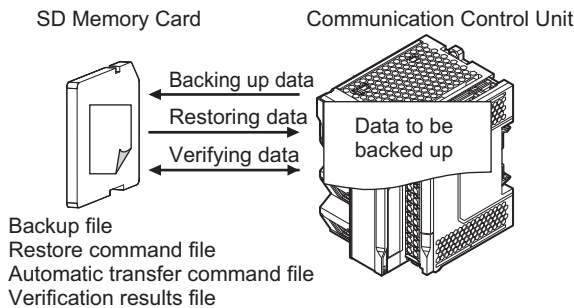 SD Memory Card
Communication Control Unit
Backing up data
Restoring data
Verifying data
Data to be
backed up
Backup file
Restore command file
Automatic transfer command file
Verification results file